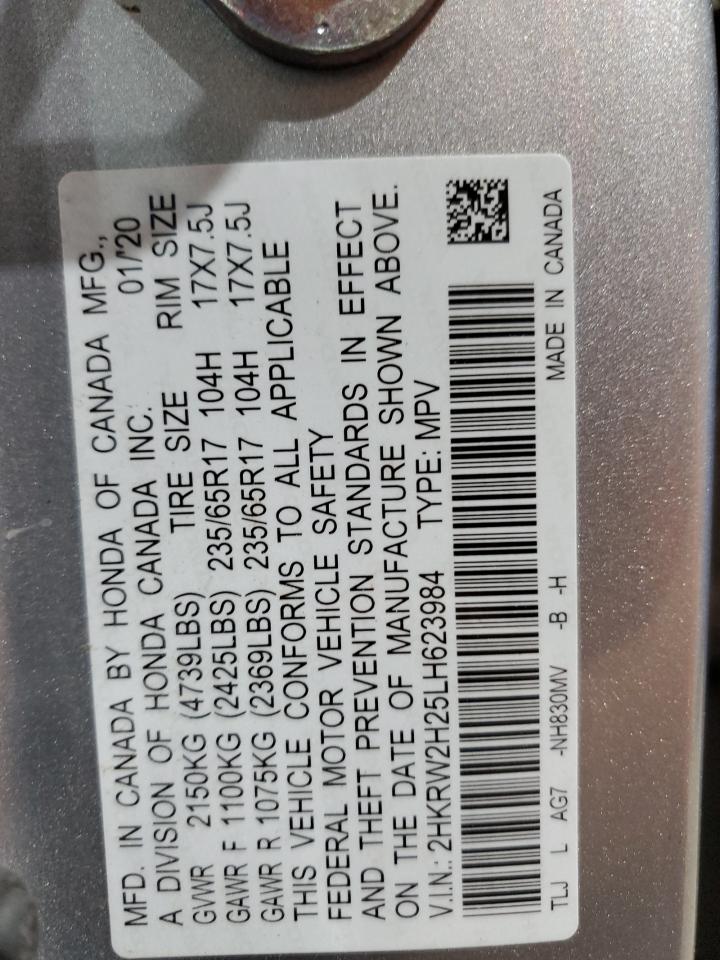 MFD. IN CANADA BY HONDA OF CANADA MFG.,
A DIVISION OF HONDA CANADA INC. 01/'20
GVWR 2150KG (4739LBS) TIRE SIZE RIM SIZE
GAWR F 1100KG (2425LBS) 235/65R17 104H 17X7.5J
GAWR R 1075KG (2369LBS) 235/65R17 104H 17X7.5J
THIS VEHICLE CONFORMS TO ALL APPLICABLE
FEDERAL MOTOR VEHICLE SAFETY
AND THEFT PREVENTION STANDARDS IN EFFECT
ON THE DATE OF MANUFACTURE SHOWN ABOVE.
V.I.N.: 2HKRW2H25LH623984 TYPE: MPV
TLJ L AG7 -NH830MV -B -H MADE IN CANADA